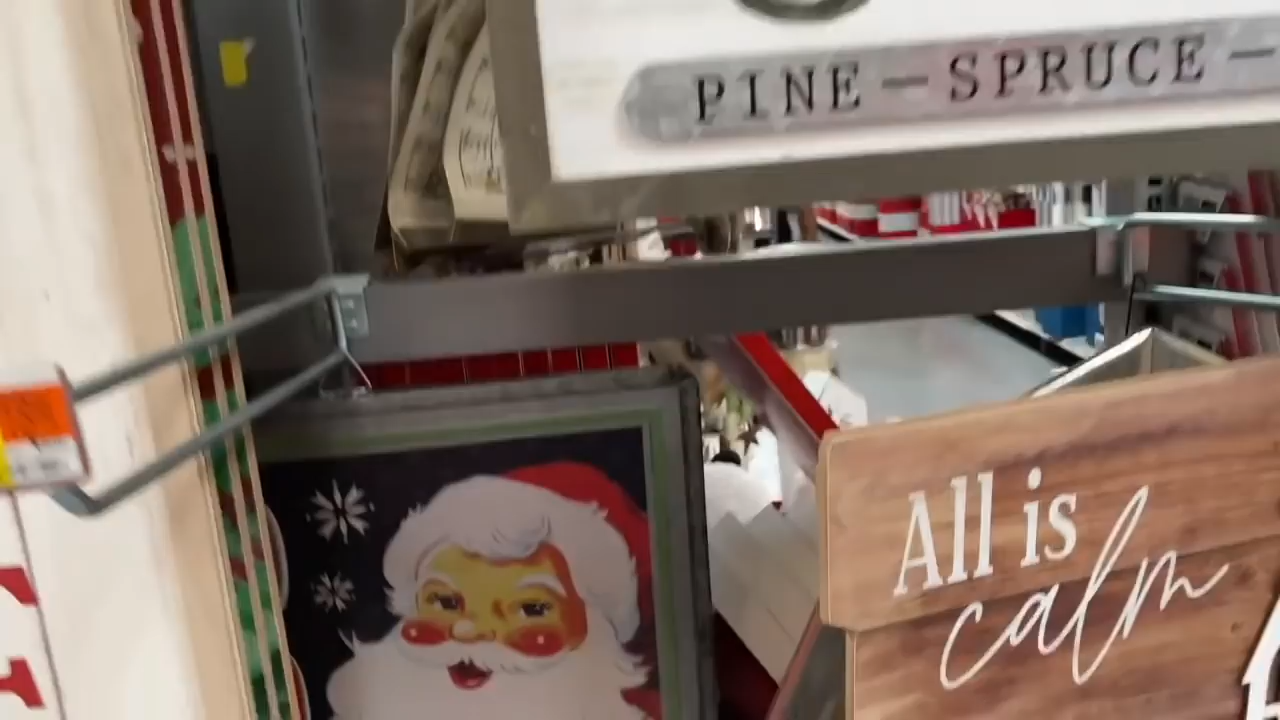 PINE — SPRUCE —
All is
calm